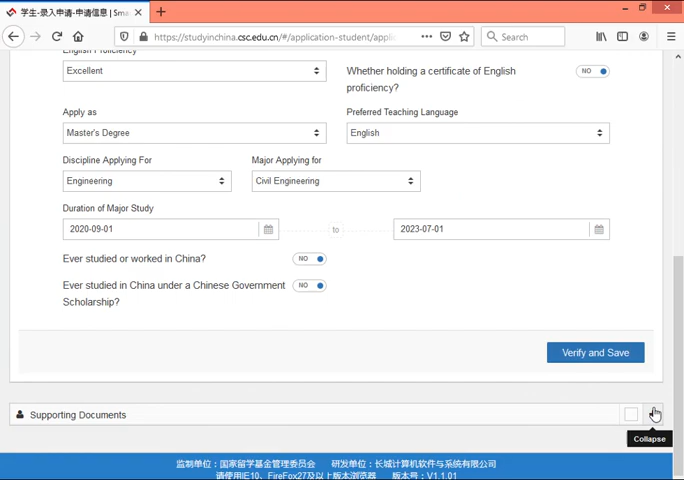 学生-录入申请-申请信息 | Sma
https://studyinchina.csc.edu.cn/#/application-student/appli
Search
English Proficiency
Excellent
Whether holding a certificate of English
proficiency?
NO
Apply as
Preferred Teaching Language
Master's Degree
English
Discipline Applying For
Major Applying for
Engineering
Civil Engineering
Duration of Major Study
2020-09-01
to
2023-07-01
Ever studied or worked in China?
NO
Ever studied in China under a Chinese Government
Scholarship?
NO
Verify and Save
Supporting Documents
Collapse
监制单位：国家留学基金管理委员会 研发单位：长城计算机软件与系统有限公司
请使用IE10、FireFox27及以上版本浏览器 版本号：V1.1.01